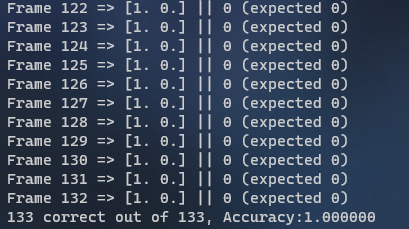 Frame 122 => [1. 0.] || 0 (expected 0)
Frame 123 => [1. 0.] || 0 (expected 0)
Frame 124 => [1. 0.] || 0 (expected 0)
Frame 125 => [1. 0.] || 0 (expected 0)
Frame 126 => [1. 0.] || 0 (expected 0)
Frame 127 => [1. 0.] || 0 (expected 0)
Frame 128 => [1. 0.] || 0 (expected 0)
Frame 129 => [1. 0.] || 0 (expected 0)
Frame 130 => [1. 0.] || 0 (expected 0)
Frame 131 => [1. 0.] || 0 (expected 0)
Frame 132 => [1. 0.] || 0 (expected 0)
133 correct out of 133, Accuracy:1.000000